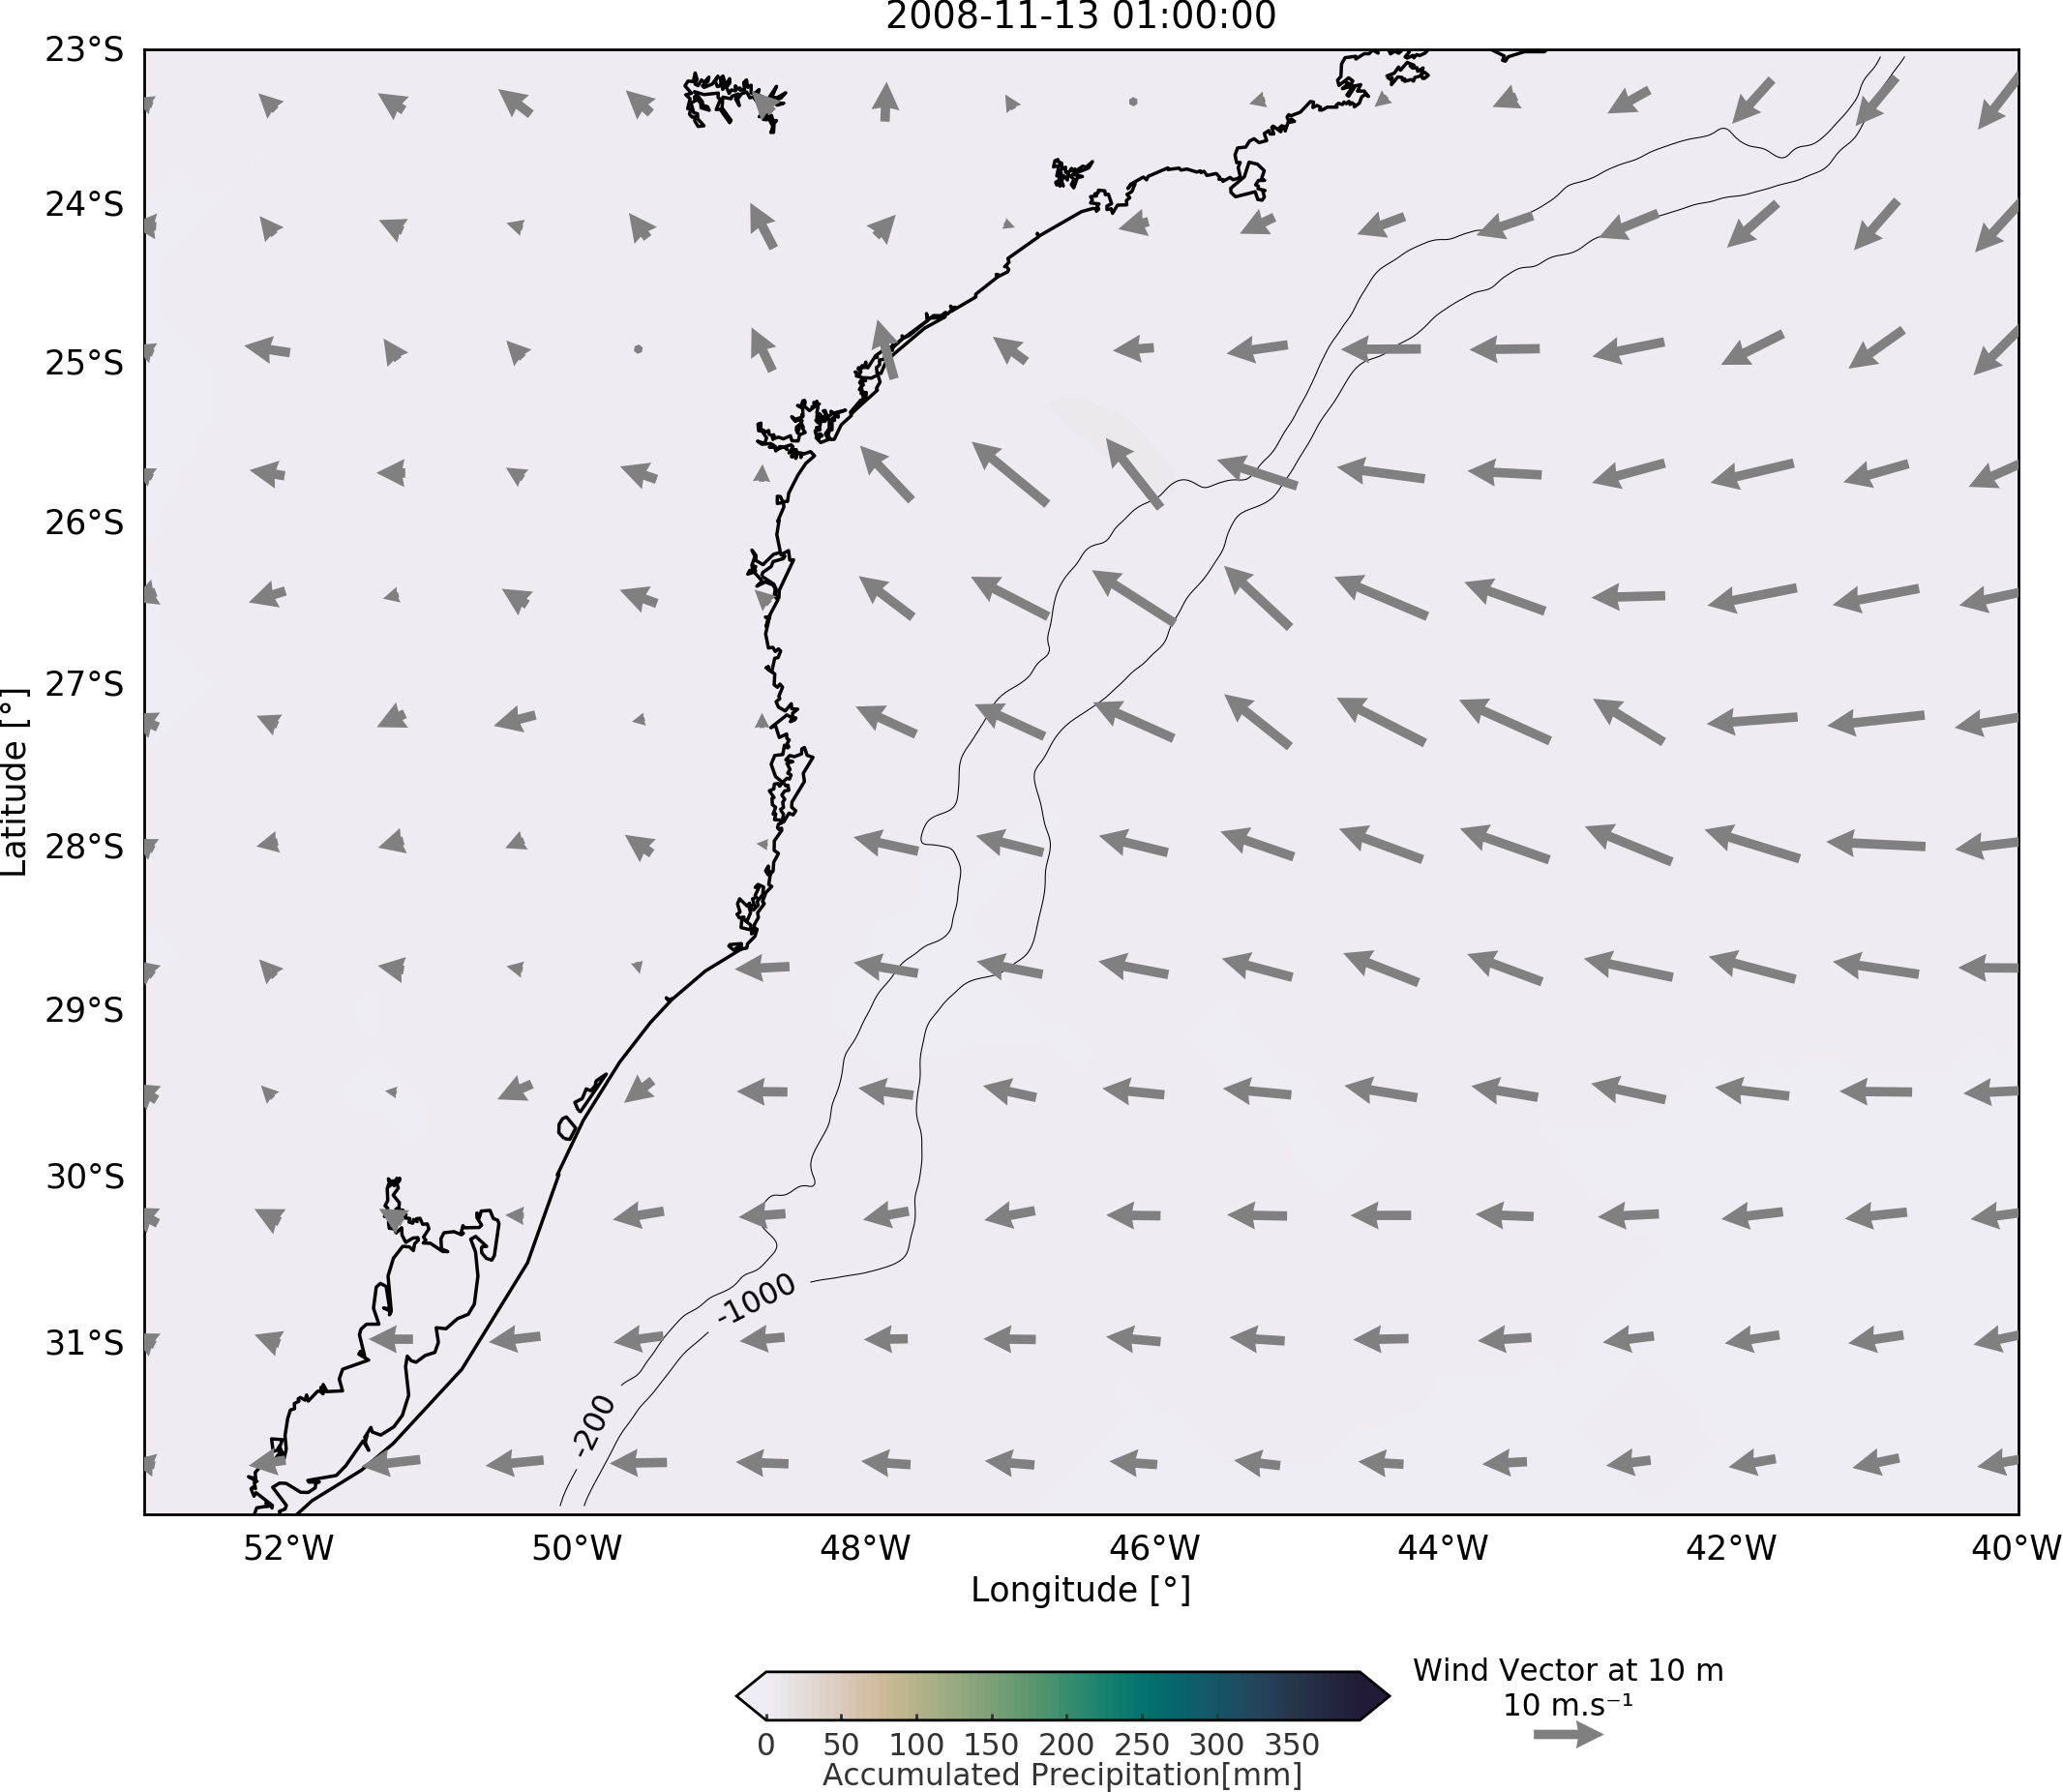 2008-11-13 01:00:00
23°S
24°S
25°S
26°S
27°S
28°S
29°S
30°S
31°S
Latitude [°]
-1000
-200
52°W 50°W 48°W 46°W 44°W 42°W 40°W
Longitude [°]
Wind Vector at 10 m
10 m.s⁻¹
0 50 100 150 200 250 300 350
Accumulated Precipitation[mm]